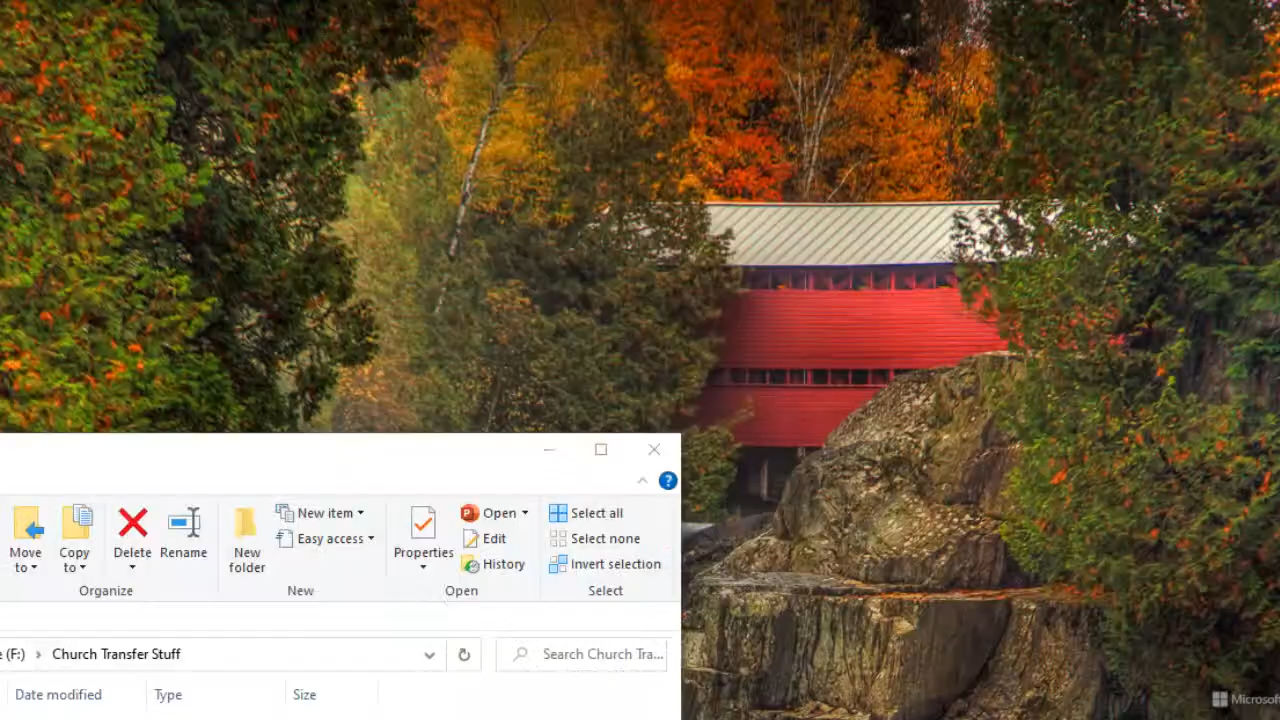 ?
Move to
Copy to
Delete
Rename
New folder
New item
Easy access
Properties
Open
Edit
History
Select all
Select none
Invert selection
Organize
New
Open
Select
(F:) Church Transfer Stuff
Search Church Tra...
Date modified Type Size